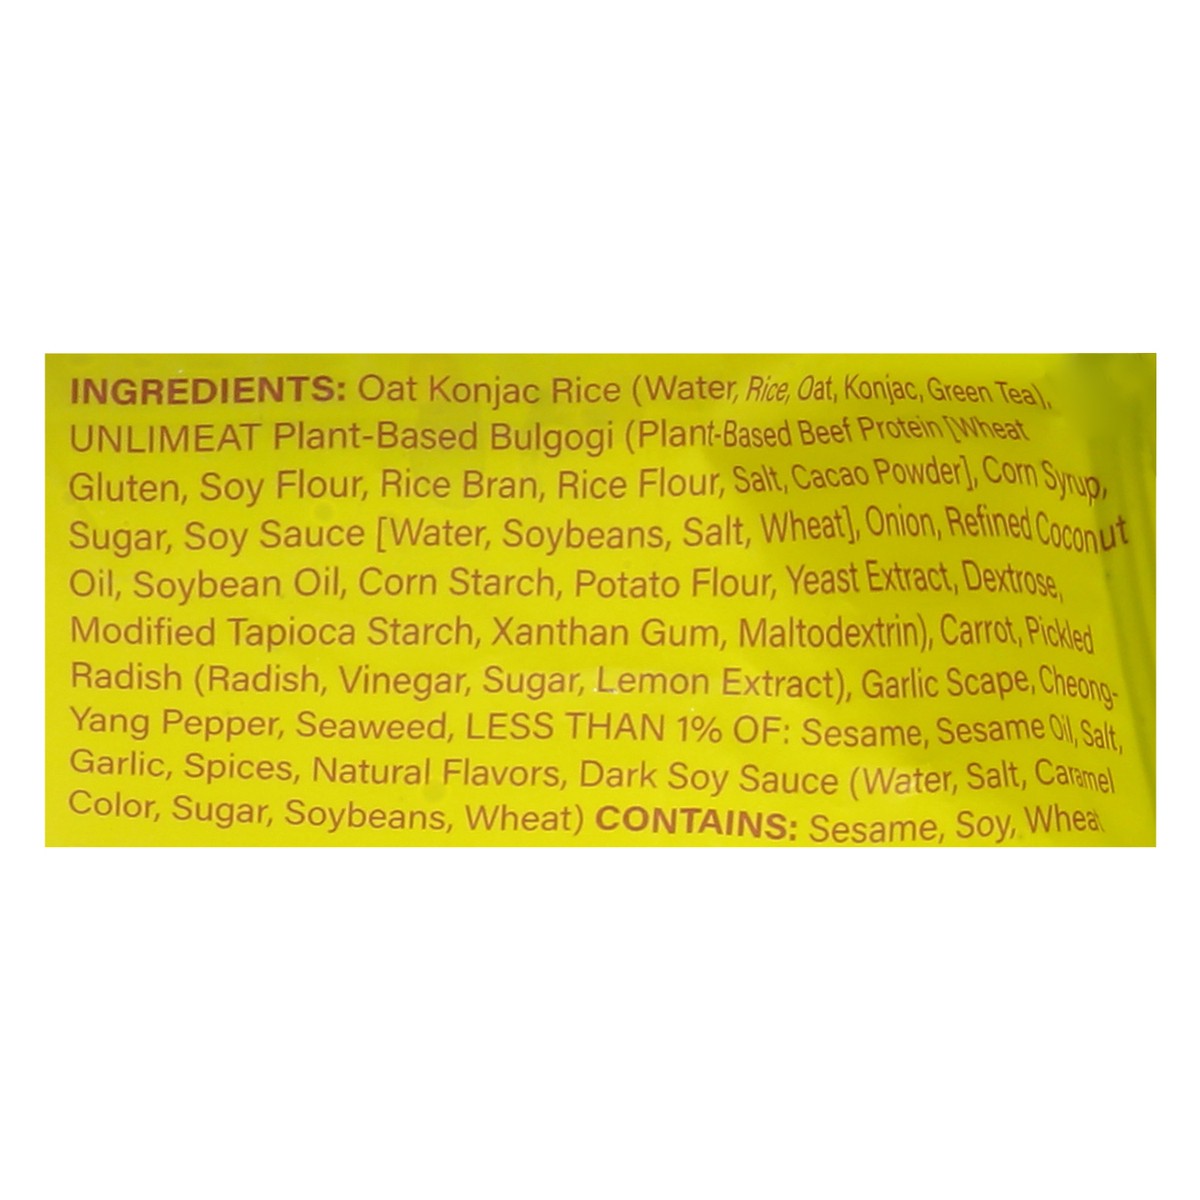 INGREDIENTS: Oat Konjac Rice (Water, Rice, Oat, Konjac, Green Tea),
UNLIMEAT Plant-Based Bulgogi (Plant-Based Beef Protein [Wheat
Gluten, Soy Flour, Rice Bran, Rice Flour, Salt, Cacao Powder], Corn Syrup,
Sugar, Soy Sauce [Water, Soybeans, Salt, Wheat], Onion, Refined Coconut
Oil, Soybean Oil, Corn Starch, Potato Flour, Yeast Extract, Dextrose,
Modified Tapioca Starch, Xanthan Gum, Maltodextrin), Carrot, Pickled
Radish (Radish, Vinegar, Sugar, Lemon Extract), Garlic Scape, Cheong-
Yang Pepper, Seaweed, LESS THAN 1% OF: Sesame, Sesame Oil, Salt,
Garlic, Spices, Natural Flavors, Dark Soy Sauce (Water, Salt, Caramel
Color, Sugar, Soybeans, Wheat) CONTAINS: Sesame, Soy, Wheat